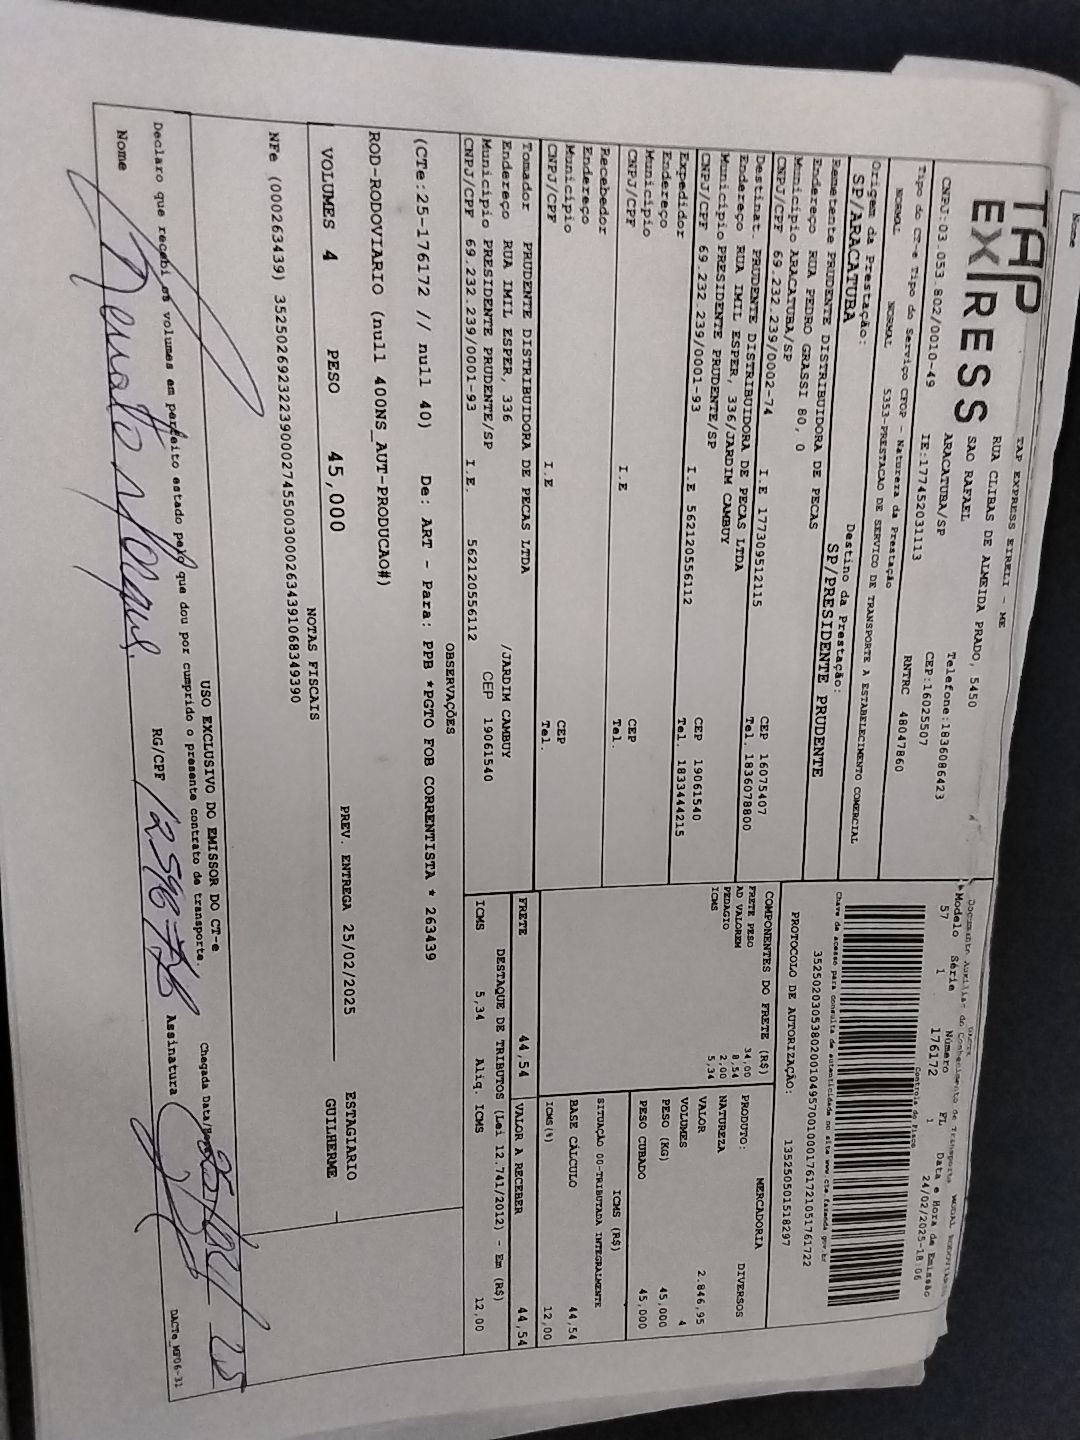 Nome
TAP
EXPRESS
TAP EXPRESS EIRELI - ME
RUA CLIBAS DE ALMEIDA PRADO, 5450
SAO RAFAEL
ARACATUBA/SP
Telefone:1836086423
CNPJ:03.053.802/0010-49 IE:177452031113 CEP:16025507
Tipo do CT-e Tipo do Serviço CFOP - Natureza da Prestação RNTRC 48047860
NORMAL NORMAL 5353-PRESTACAO DE SERVICO DE TRANSPORTE A ESTABELECIMENTO COMERCIAL
Origem da Prestação: Destino da Prestação:
SP/ARACATUBA SP/PRESIDENTE PRUDENTE
Remetente PRUDENTE DISTRIBUIDORA DE PECAS
Endereço RUA PEDRO GRASSI 80, 0
Municipio ARACATUBA/SP CEP 16075407
CNPJ/CPF 69.232.239/0002-74 I.E 177309512115 Tel. 1836078800
Destinat. PRUDENTE DISTRIBUIDORA DE PECAS LTDA
Endereço RUA IMIL ESPER, 336/JARDIM CAMBUY
Municipio PRESIDENTE PRUDENTE/SP CEP 19061540
CNPJ/CPF 69.232.239/0001-93 I.E 562120556112 Tel. 1833444215
Expedidor
Endereço
Municipio CEP
CNPJ/CPF I.E Tel.
Recebedor
Endereço
Municipio CEP
CNPJ/CPF I.E Tel.
Tomador PRUDENTE DISTRIBUIDORA DE PECAS LTDA
Endereço RUA IMIL ESPER, 336 /JARDIM CAMBUY
Municipio PRESIDENTE PRUDENTE/SP CEP 19061540
CNPJ/CPF 69.232.239/0001-93 I.E. 562120556112
DACTE
Documento Auxiliar do Conhecimento de Transporte MODAL RODOVIARIO
Modelo Série Número FL Data e Hora de Emissão
57 1 176172 1 24/02/2025-18:06
Controle do Fisco
Chave de acesso para consulta de autenticidade no site www.cte.fazenda.gov.br
35250203053802001049570010001761721051761722
PROTOCOLO DE AUTORIZAÇÃO: 135250501518297
COMPONENTES DO FRETE (R$)
FRETE PESO 34,00
AD VALOREM 8,54
PEDAGIO 2,00
ICMS 5,34
MERCADORIA
PRODUTO: DIVERSOS
NATUREZA
VALOR 2.846,95
VOLUMES 4
PESO (KG) 45,000
PESO CUBADO 45,000
ICMS (R$)
SITUAÇÃO 00-TRIBUTADA INTEGRALMENTE
BASE CÁLCULO 44,54
ICMS(%) 12,00
FRETE 44,54 VALOR A RECEBER 44,54
DESTAQUE DE TRIBUTOS (Lei 12.741/2012) - Em (R$)
ICMS 5,34 Aliq. ICMS 12,00
OBSERVAÇÕES
(CTe:25-176172 // null 40) De: ART - Para: PPB *PGTO FOB CORRENTISTA * 263439
ROD-RODOVIARIO (null 400NS_AUT-PRODUCAO#)
VOLUMES 4 PESO 45,000 PREV. ENTREGA 25/02/2025 ESTAGIARIO
GUILHERME
NOTAS FISCAIS
NFe (000263439) 35250269232239000274550030002634391068349390
USO EXCLUSIVO DO EMISSOR DO CT-e
Declaro que recebi os volumes em perfeito estado pelo que dou por cumprido o presente contrato de transporte.
Chegada Data/Hora
Nome Renato RG/CPF Assinatura
DACTe_MF06-31